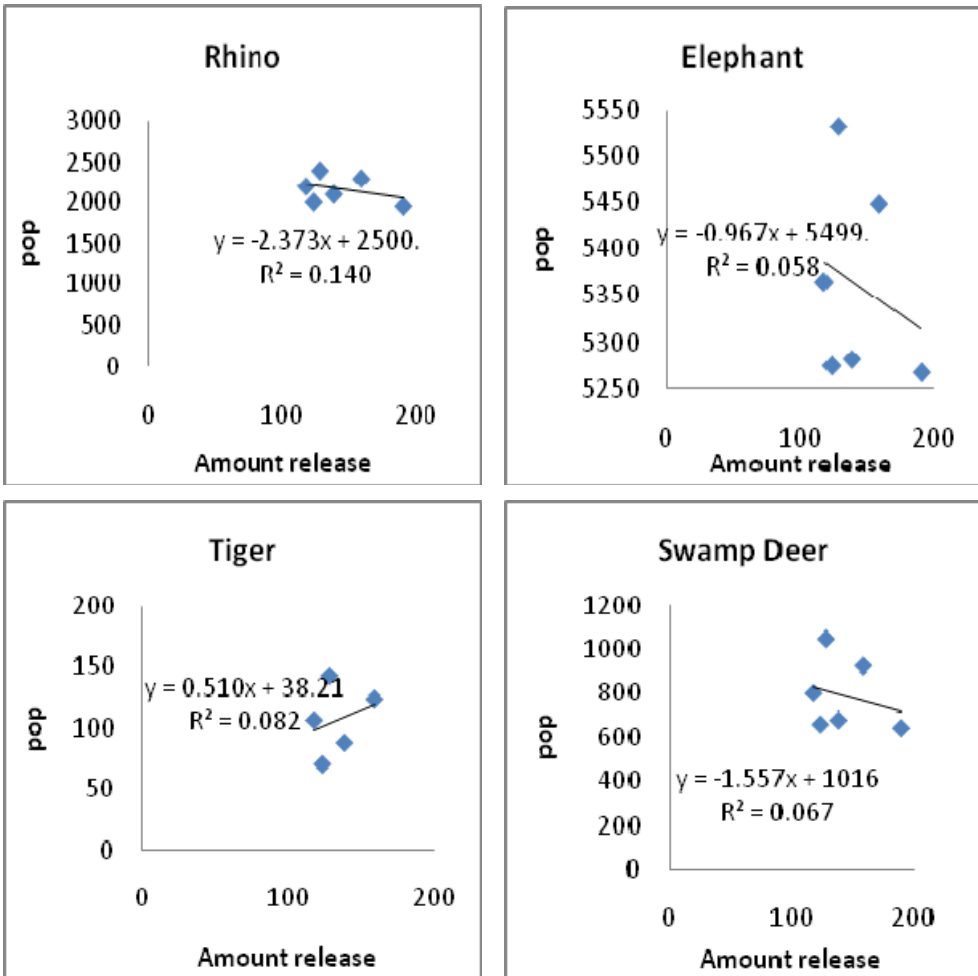 Rhino
3000
2500
2000
1500
1000
500
0
pop
y = -2.373x + 2500.
R² = 0.140
0 100 200
Amount release
Elephant
5550
5500
5450
5400
5350
5300
5250
pop
y = -0.967x + 5499.
R² = 0.058
0 100 200
Amount release
Tiger
200
150
100
50
0
pop
y = 0.510x + 38.21
R² = 0.082
0 100 200
Amount release
Swamp Deer
1200
1000
800
600
400
200
0
pop
y = -1.557x + 1016
R² = 0.067
0 100 200
Amount release